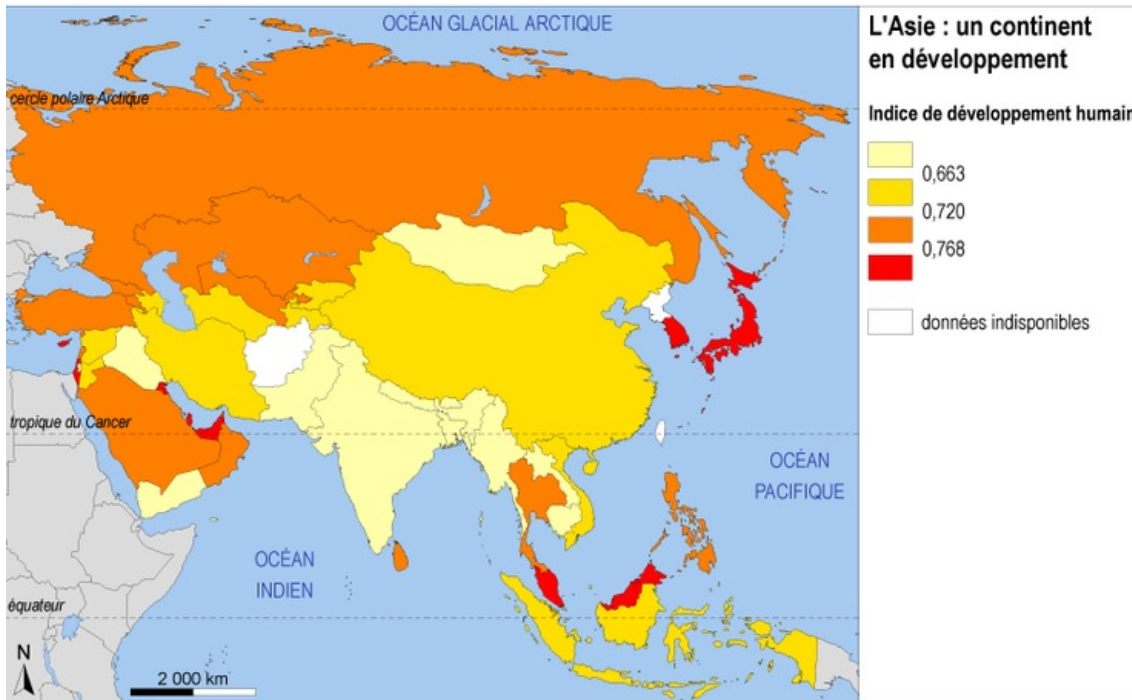 OCÉAN GLACIAL ARCTIQUE
cercle polaire Arctique
tropique du Cancer
OCÉAN
PACIFIQUE
OCÉAN
INDIEN
équateur
N
2 000 km
L'Asie : un continent
en développement
Indice de développement humain
0,663
0,720
0,768
données indisponibles